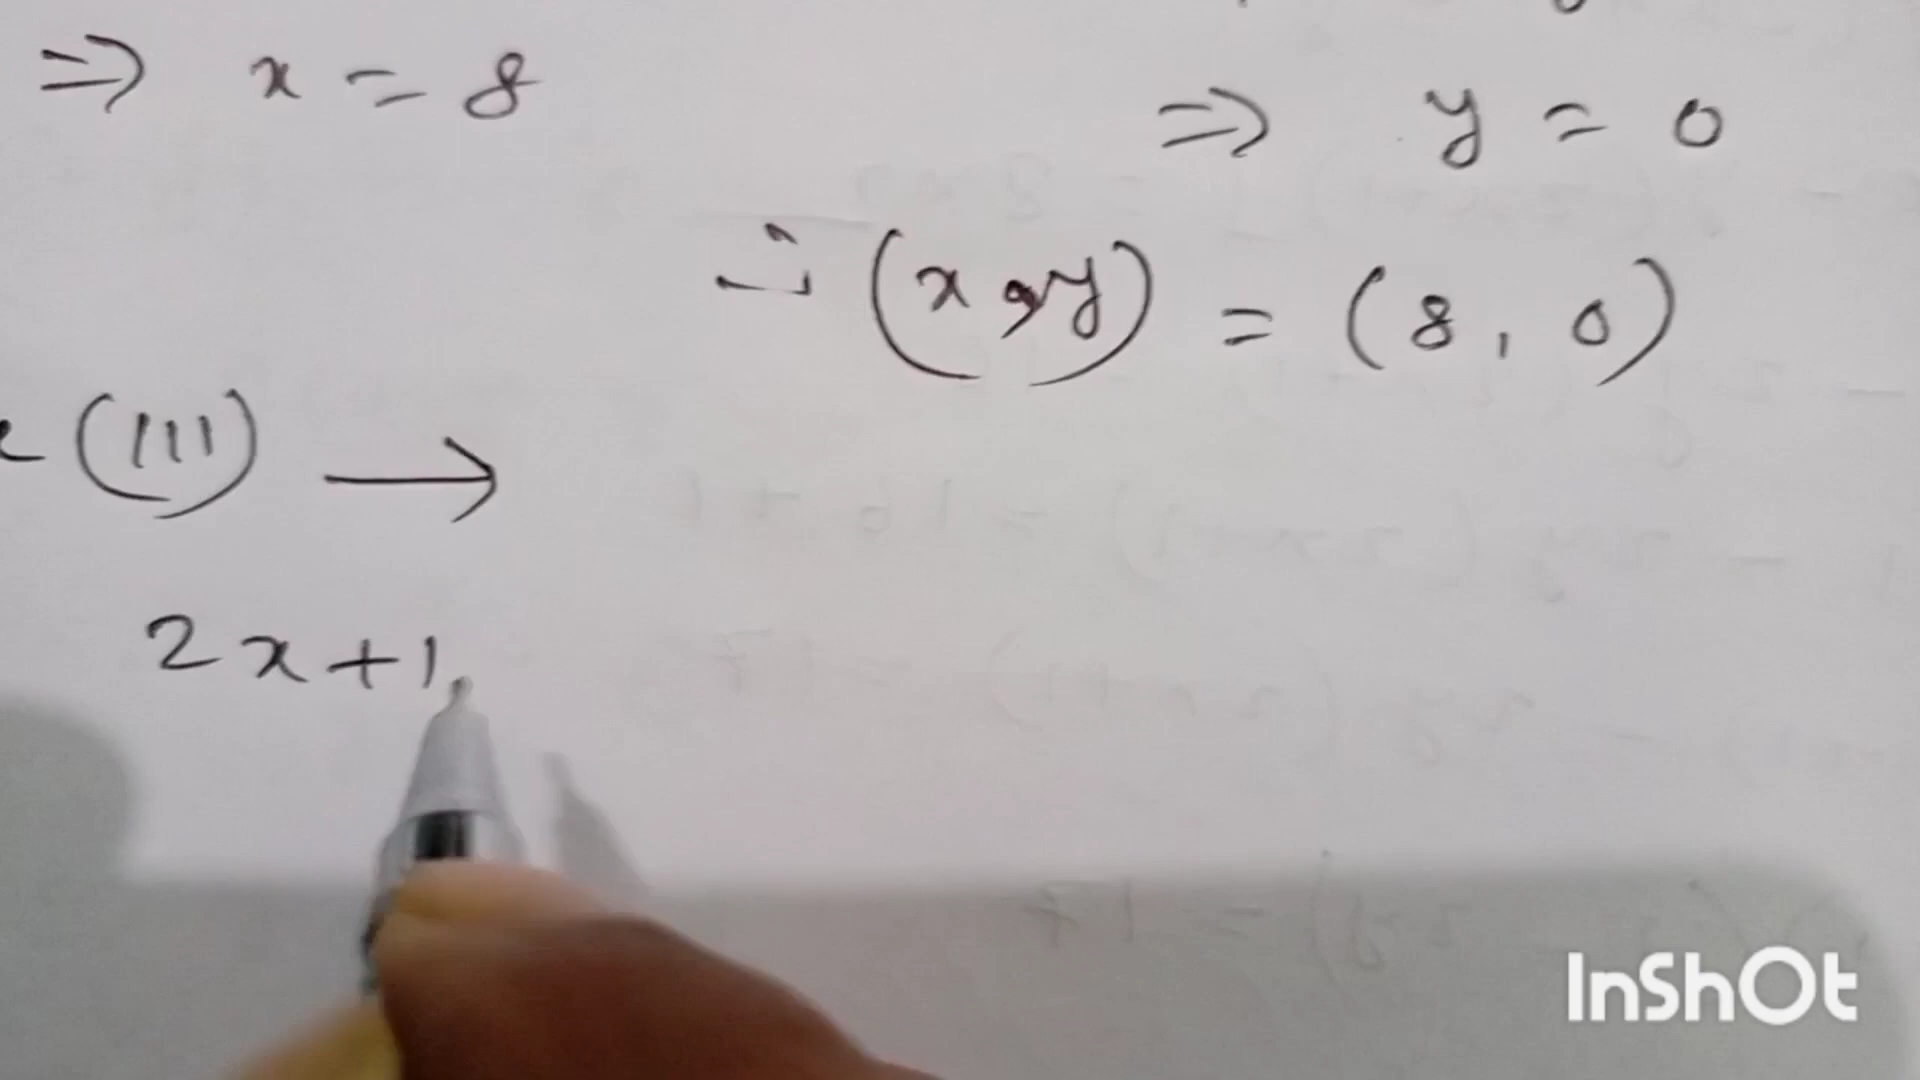 ⇒ x = 8
⇒ y = 0
∴ (x, y) = (8, 0)
(III) →
2x+1
InShOt